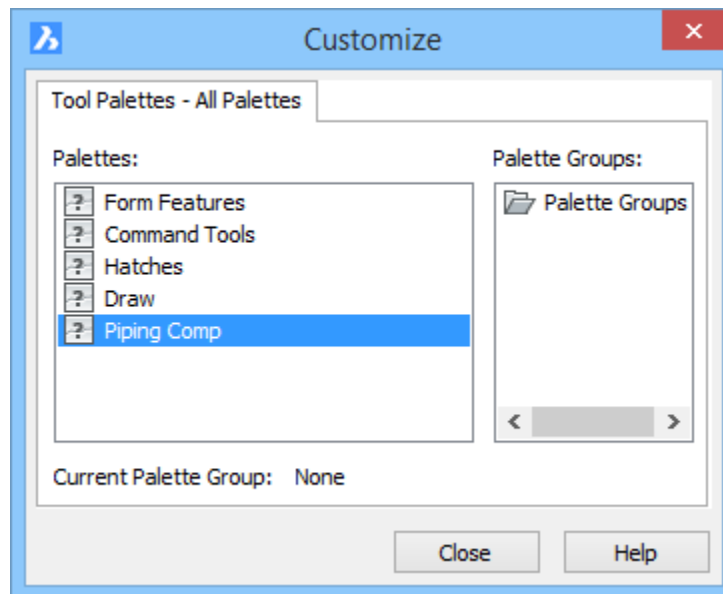 Customize
Tool Palettes - All Palettes
Palettes:
Palette Groups:
Form Features
Command Tools
Hatches
Draw
Piping Comp
Palette Groups
Current Palette Group: None
Close
Help